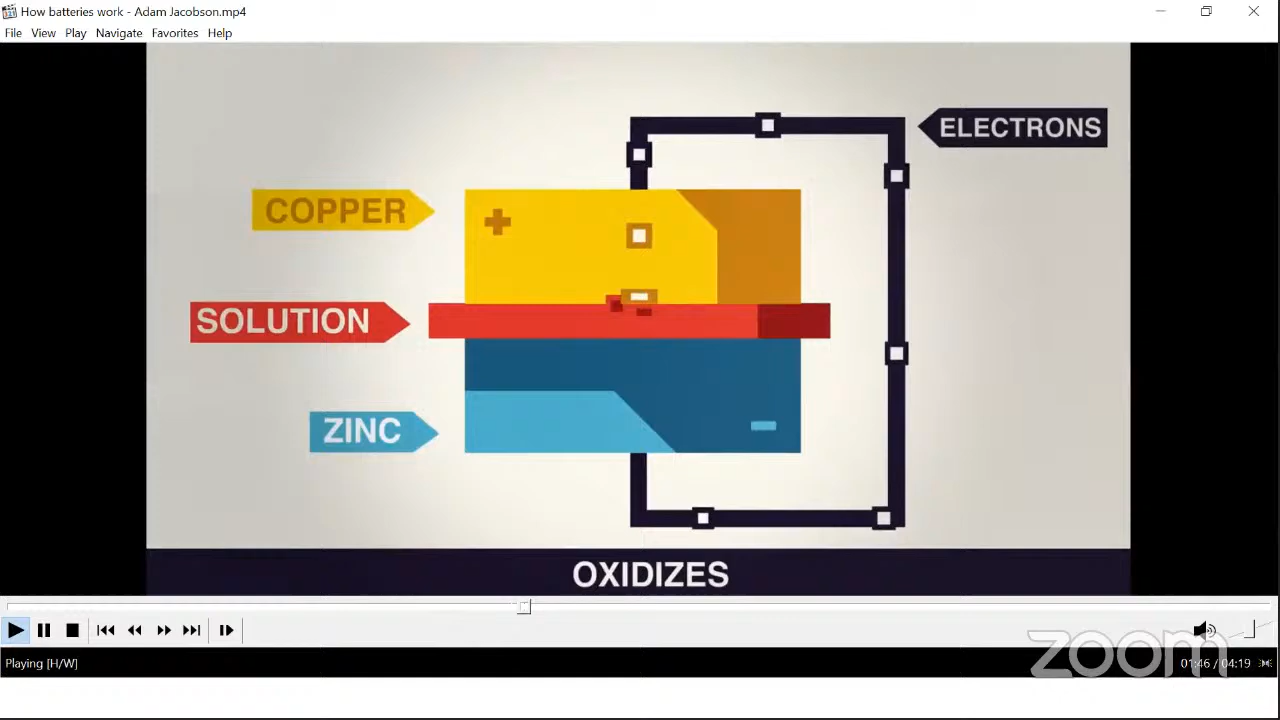 How batteries work - Adam Jacobson.mp4
File View Play Navigate Favorites Help
ELECTRONS
COPPER
SOLUTION
ZINC
OXIDIZES
zoom
Playing [H/W]
01:46 / 04:19